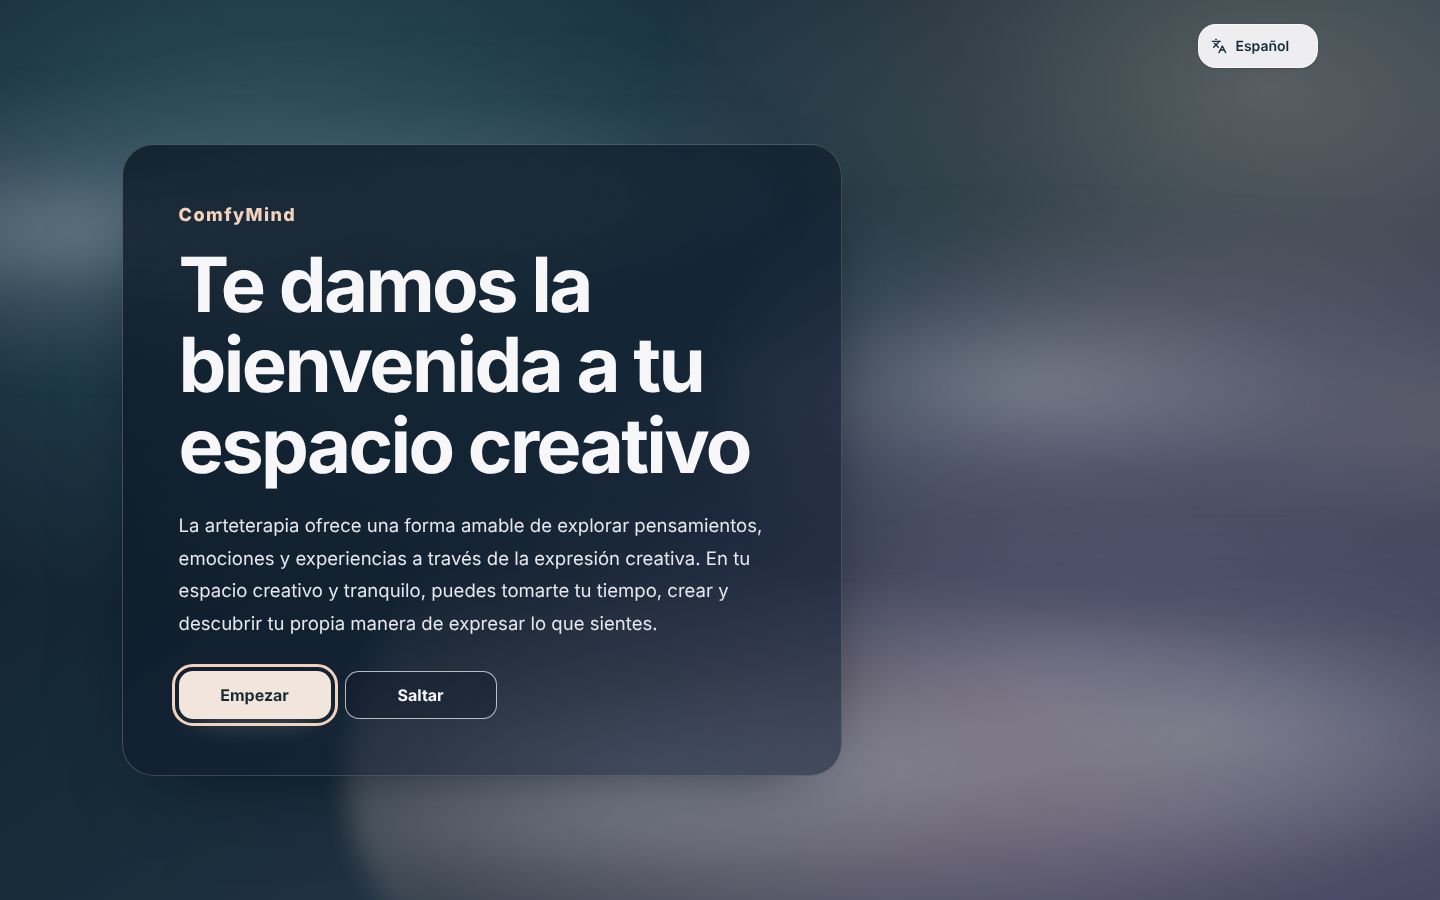 Español
ComfyMind
Te damos la
bienvenida a tu
espacio creativo
La arteterapia ofrece una forma amable de explorar pensamientos,
emociones y experiencias a través de la expresión creativa. En tu
espacio creativo y tranquilo, puedes tomarte tu tiempo, crear y
descubrir tu propia manera de expresar lo que sientes.
Empezar
Saltar